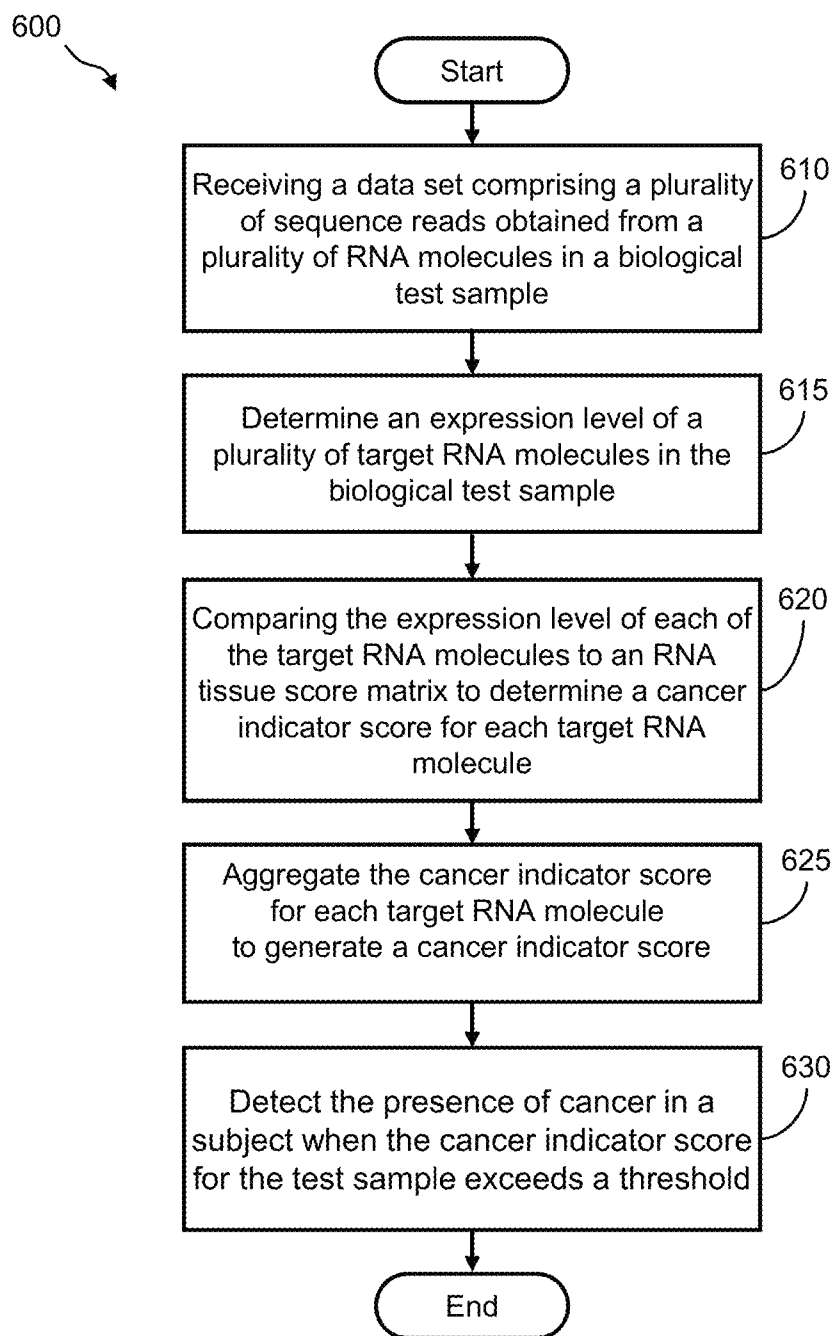 600
Start
610
Receiving a data set comprising a plurality
of sequence reads obtained from a
plurality of RNA molecules in a biological
test sample
615
Determine an expression level of a
plurality of target RNA molecules in the
biological test sample
620
Comparing the expression level of each of
the target RNA molecules to an RNA
tissue score matrix to determine a cancer
indicator score for each target RNA
molecule
625
Aggregate the cancer indicator score
for each target RNA molecule
to generate a cancer indicator score
630
Detect the presence of cancer in a
subject when the cancer indicator score
for the test sample exceeds a threshold
End